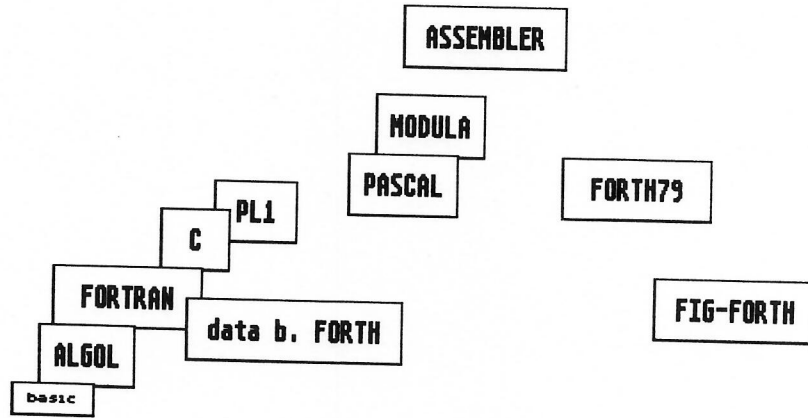 ASSEMBLER
MODULA
PASCAL
FORTH79
PL1
C
FORTRAN
FIG-FORTH
data b. FORTH
ALGOL
basic